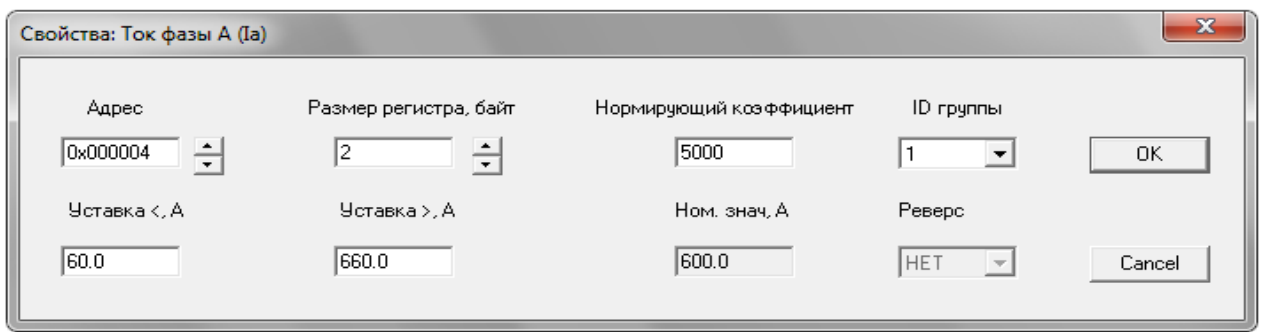 Свойства: Ток фазы А (Ia)
Адрес Размер регистра, байт Нормирующий коэффициент ID группы
0x000004 2 5000 1 OK
Уставка <, А Уставка >, А Ном. знач, А Реверс
60.0 660.0 600.0 НЕТ Cancel